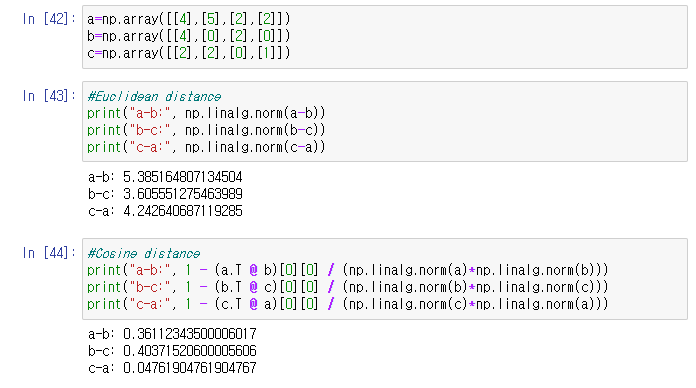 In [42]: a=np.array([[4],[5],[2],[2]])
b=np.array([[4],[0],[2],[0]])
c=np.array([[2],[2],[0],[1]])
In [43]: #Euclidean distance
print("a-b:", np.linalg.norm(a-b))
print("b-c:", np.linalg.norm(b-c))
print("c-a:", np.linalg.norm(c-a))
a-b: 5.385164807134504
b-c: 3.605551275463989
c-a: 4.242640687119285
In [44]: #Cosine distance
print("a-b:", 1 - (a.T @ b)[0][0] / (np.linalg.norm(a)*np.linalg.norm(b)))
print("b-c:", 1 - (b.T @ c)[0][0] / (np.linalg.norm(b)*np.linalg.norm(c)))
print("c-a:", 1 - (c.T @ a)[0][0] / (np.linalg.norm(c)*np.linalg.norm(a)))
a-b: 0.36112343500006017
b-c: 0.40371520600005606
c-a: 0.04761904761904767